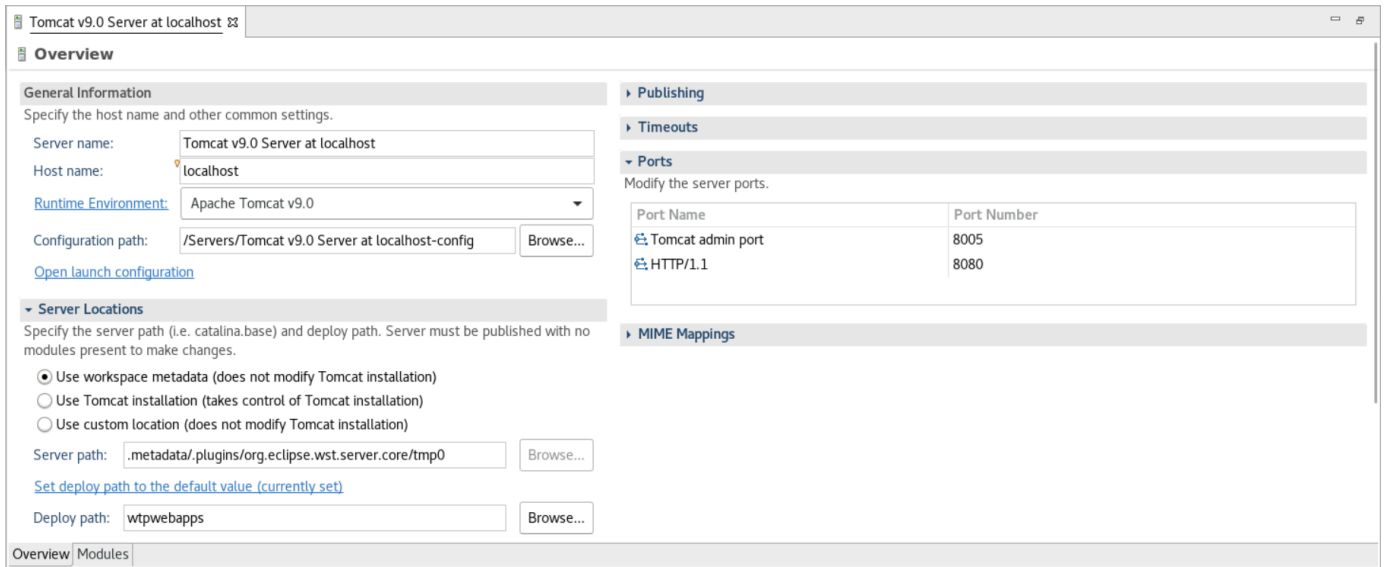 Tomcat v9.0 Server at localhost
Overview
General Information
Specify the host name and other common settings.
Server name: Tomcat v9.0 Server at localhost
Host name: localhost
Runtime Environment: Apache Tomcat v9.0
Configuration path: /Servers/Tomcat v9.0 Server at localhost-config Browse...
Open launch configuration
Server Locations
Specify the server path (i.e. catalina.base) and deploy path. Server must be published with no
modules present to make changes.
Use workspace metadata (does not modify Tomcat installation)
Use Tomcat installation (takes control of Tomcat installation)
Use custom location (does not modify Tomcat installation)
Server path: .metadata/.plugins/org.eclipse.wst.server.core/tmp0 Browse...
Set deploy path to the default value (currently set)
Deploy path: wtpwebapps Browse...
Publishing
Timeouts
Ports
Modify the server ports.
Port Name Port Number
Tomcat admin port 8005
HTTP/1.1 8080
MIME Mappings
Overview Modules